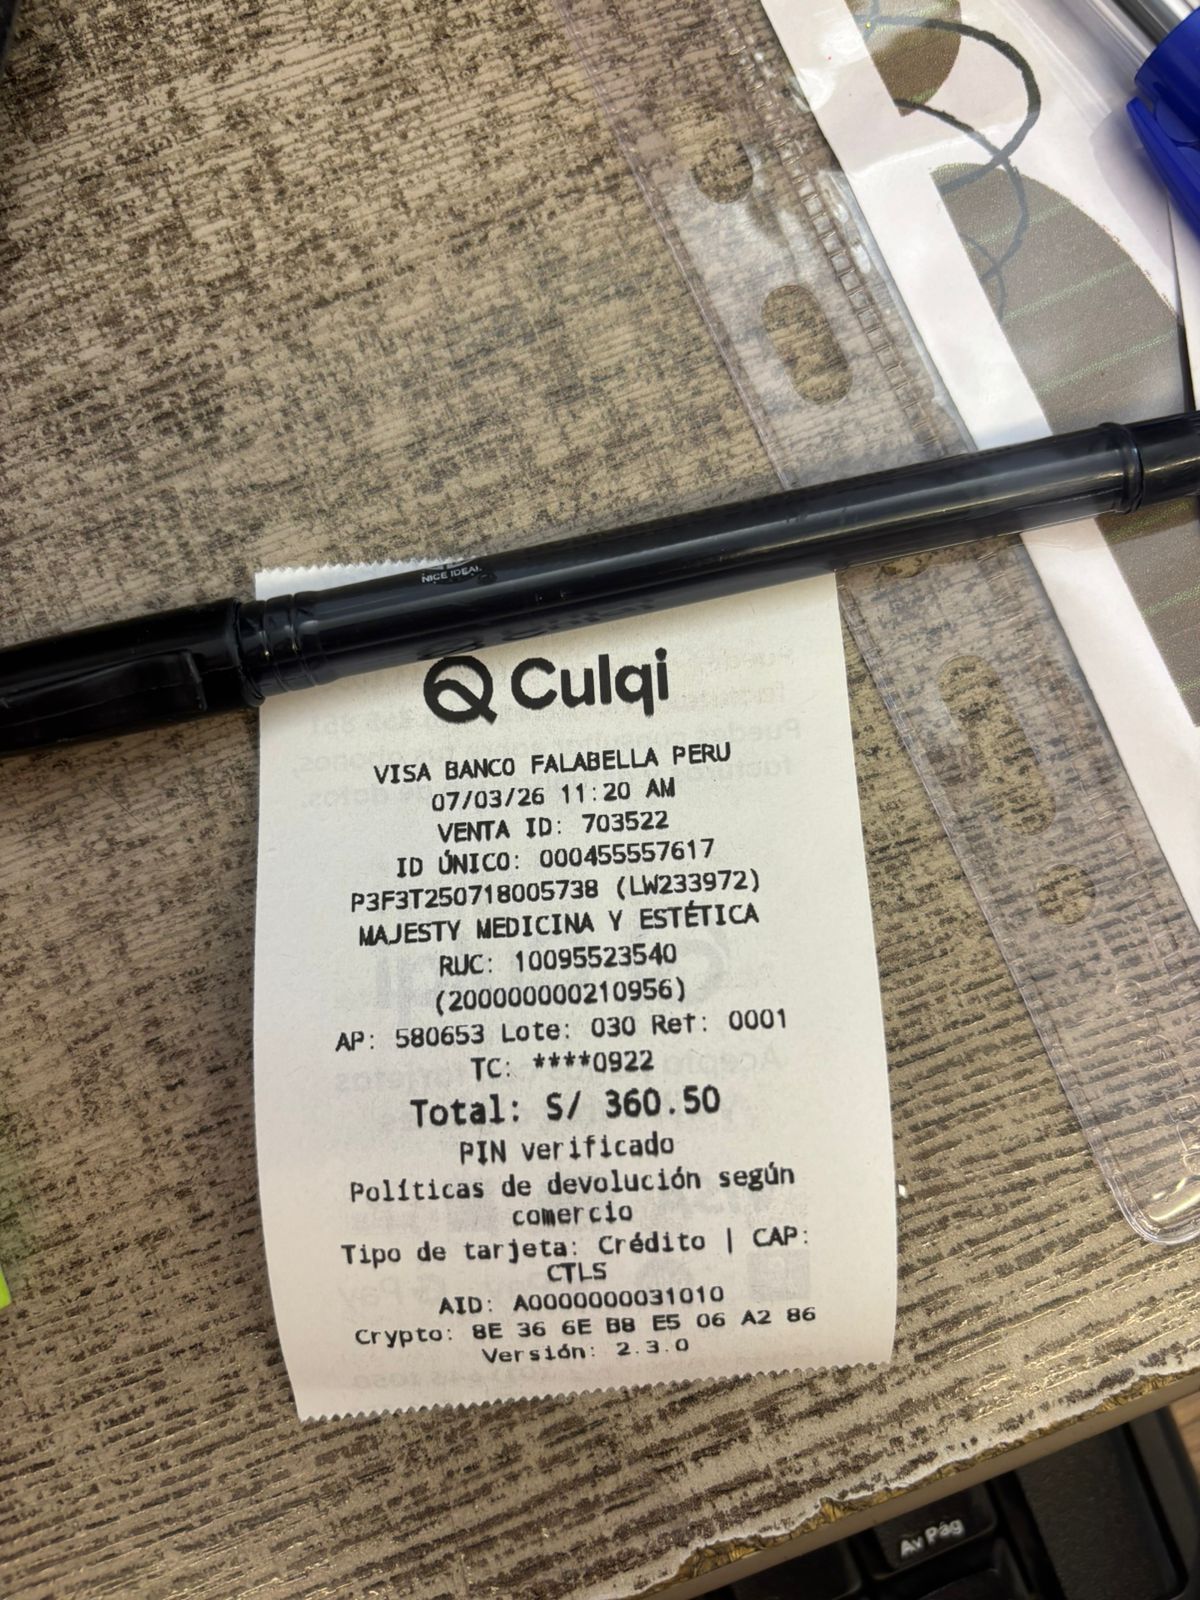 NICE IDEAL
Culqi
VISA BANCO FALABELLA PERU
07/03/26 11:20 AM
VENTA ID: 703522
ID ÚNICO: 000455557617
P3F3T250718005738 (LW233972)
MAJESTY MEDICINA Y ESTÉTICA
RUC: 10095523540
(200000000210956)
AP: 580653 Lote: 030 Ref: 0001
TC: ****0922
Total: S/ 360.50
PIN verificado
Políticas de devolución según
comercio
Tipo de tarjeta: Crédito | CAP:
CTLS
AID: A0000000031010
Crypto: 8E 36 6E B8 E5 06 A2 86
Versión: 2.3.0
Av Pág